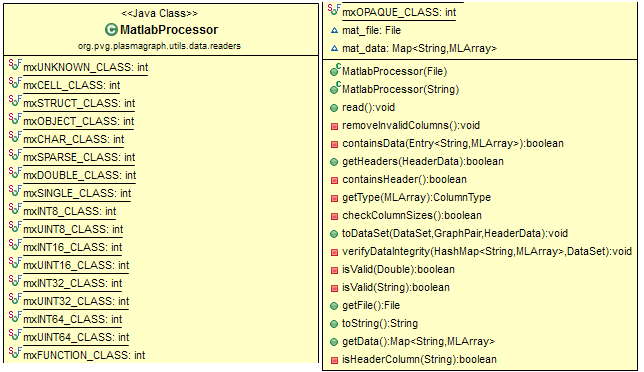 <<Java Class>>
MatlabProcessor
org.pvg.plasmagraph.utils.data.readers
mxUNKNOWN_CLASS: int
mxCELL_CLASS: int
mxSTRUCT_CLASS: int
mxOBJECT_CLASS: int
mxCHAR_CLASS: int
mxSPARSE_CLASS: int
mxDOUBLE_CLASS: int
mxSINGLE_CLASS: int
mxINT8_CLASS: int
mxUINT8_CLASS: int
mxINT16_CLASS: int
mxUINT16_CLASS: int
mxINT32_CLASS: int
mxUINT32_CLASS: int
mxINT64_CLASS: int
mxUINT64_CLASS: int
mxFUNCTION_CLASS: int
mxOPAQUE_CLASS: int
mat_file: File
mat_data: Map<String,MLArray>
MatlabProcessor(File)
MatlabProcessor(String)
read():void
removeInvalidColumns():void
containsData(Entry<String,MLArray>):boolean
getHeaders(HeaderData):boolean
containsHeader():boolean
getType(MLArray):ColumnType
checkColumnSizes():boolean
toDataSet(DataSet,GraphPair,HeaderData):void
verifyDataIntegrity(HashMap<String,MLArray>,DataSet):void
isValid(Double):boolean
isValid(String):boolean
getFile():File
toString():String
getData():Map<String,MLArray>
isHeaderColumn(String):boolean